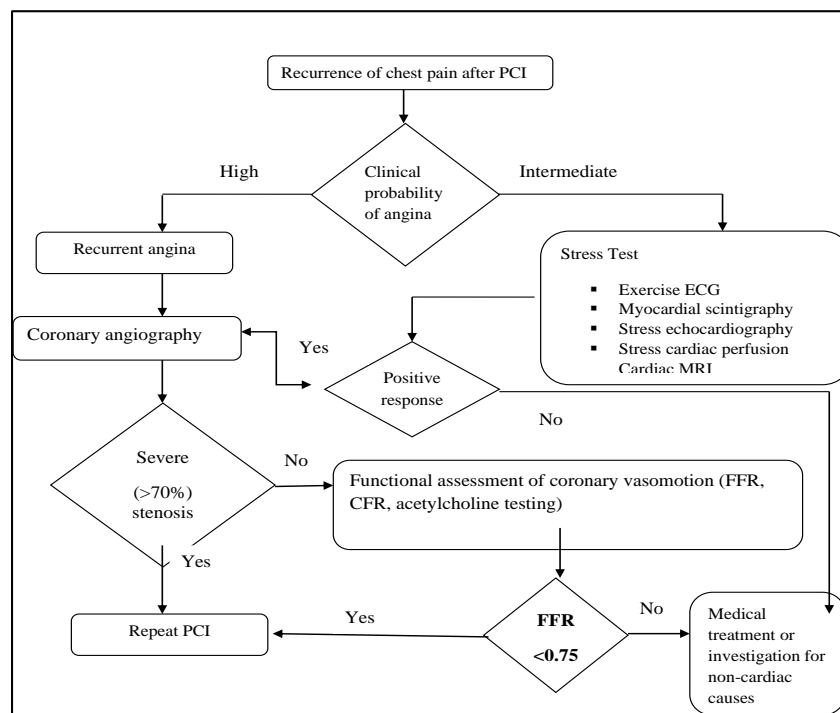 Recurrence of chest pain after PCI
High
Clinical
probability
of angina
Intermediate
Recurrent angina
Stress Test
▪ Exercise ECG
▪ Myocardial scintigraphy
▪ Stress echocardiography
▪ Stress cardiac perfusion
Cardiac MRI
Coronary angiography
Yes
Positive
response
No
Severe
(>70%)
stenosis
No
Functional assessment of coronary vasomotion (FFR,
CFR, acetylcholine testing)
Yes
Repeat PCI
Yes
FFR
<0.75
No
Medical
treatment or
investigation for
non-cardiac
causes